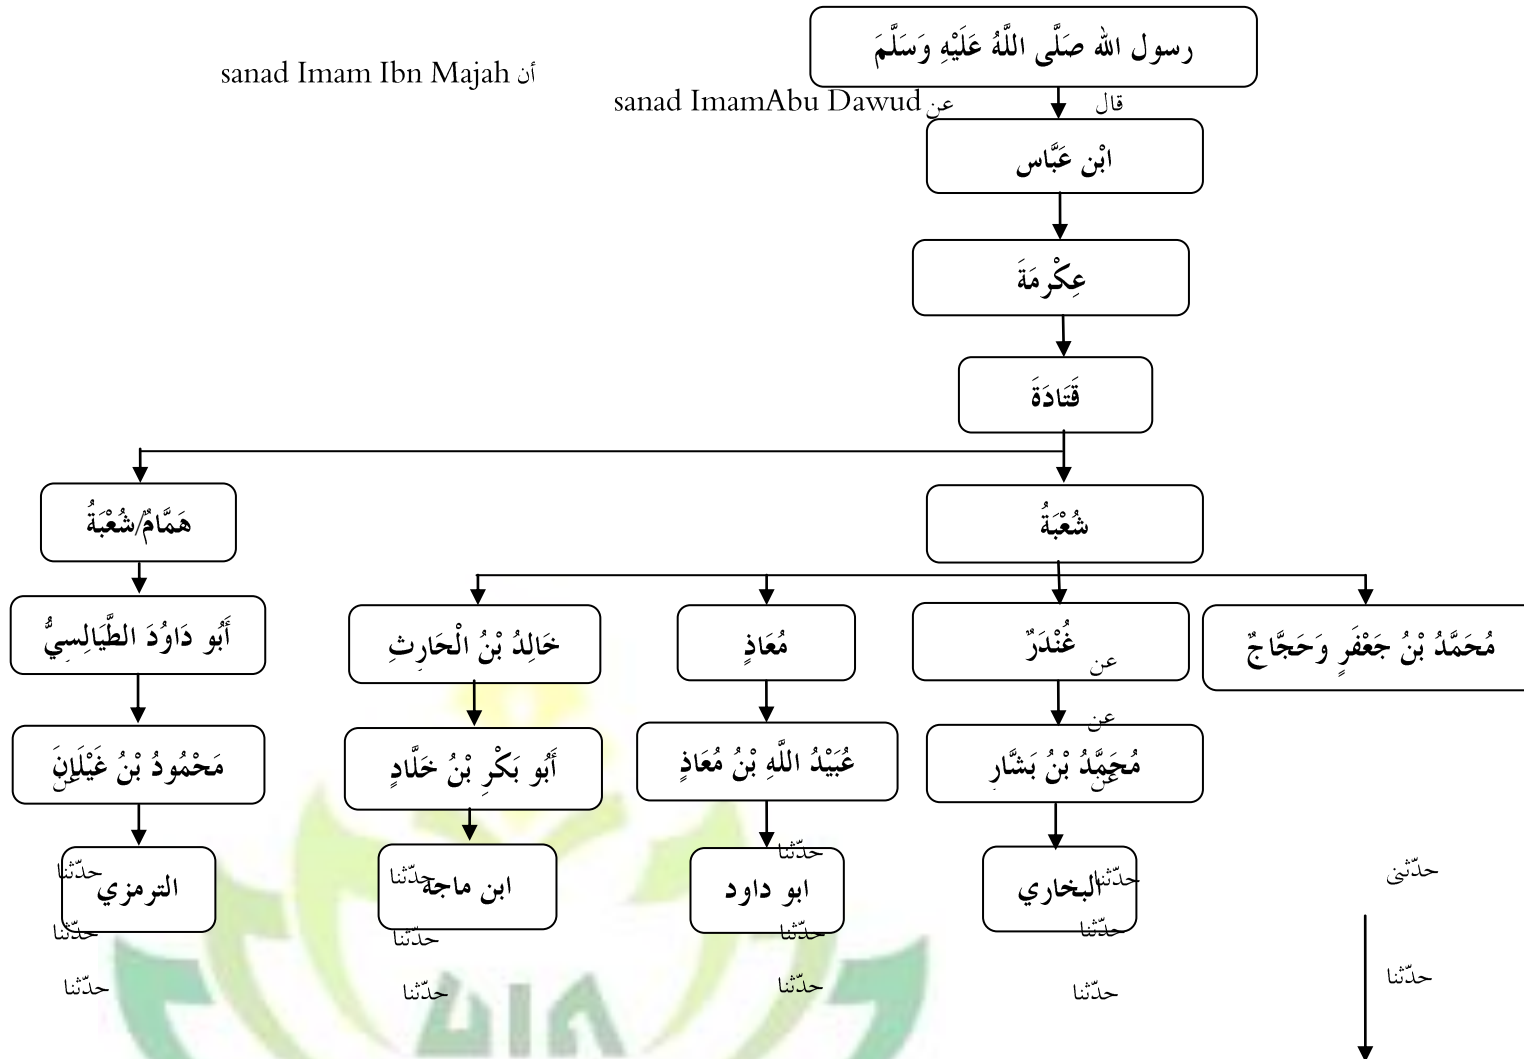 رسول الله صَلَّى اللَّهُ عَلَيْهِ وَسَلَّمَ
sanad Imam Ibn Majah أن
sanad ImamAbu Dawud عن
قال
ابْن عَبَّاس
عِكْرِمَةَ
قَتَادَةَ
هَمَّامٌ/شُعْبَةُ
شُعْبَةُ
أَبُو دَاوُدَ الطَّيَالِسِيُّ
خَالِدُ بْنُ الْحَارِثِ
مُعَاذٍ
غُنْدَرٌ
عن
مُحَمَّدُ بْنُ جَعْفَرٍ وَحَجَّاجٌ
عن
مَحْمُودُ بْنُ غَيْلَانَ
عن
أَبُو بَكْرِ بْنُ خَلَّادٍ
عُبَيْدُ اللَّهِ بْنُ مُعَاذٍ
مُحَمَّدُ بْنُ بَشَّارٍ
عن
حدّثنا
الترمزي
حدّثنا
ابن ماجة
حدّثنا
ابو داود
البخاري
حدّثنا
حدّثنى
حدّثنا
حدّثنا
حدّثنا
حدّثنا
حدّثنا
حدّثنا
حدّثنا
حدّثنا
حدّثنا